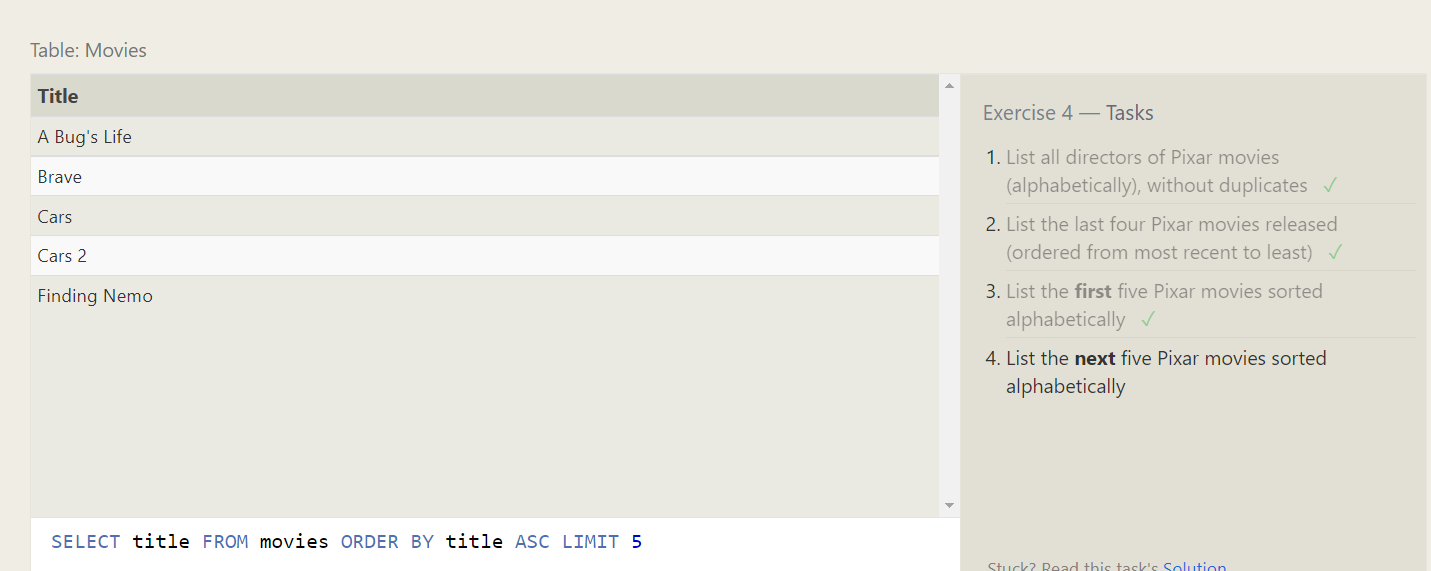 Table: Movies
Title
A Bug's Life
Brave
Cars
Cars 2
Finding Nemo
SELECT title FROM movies ORDER BY title ASC LIMIT 5
Exercise 4 — Tasks
1. List all directors of Pixar movies
(alphabetically), without duplicates ✓
2. List the last four Pixar movies released
(ordered from most recent to least) ✓
3. List the first five Pixar movies sorted
alphabetically ✓
4. List the next five Pixar movies sorted
alphabetically
Stuck? Read this task's Solution